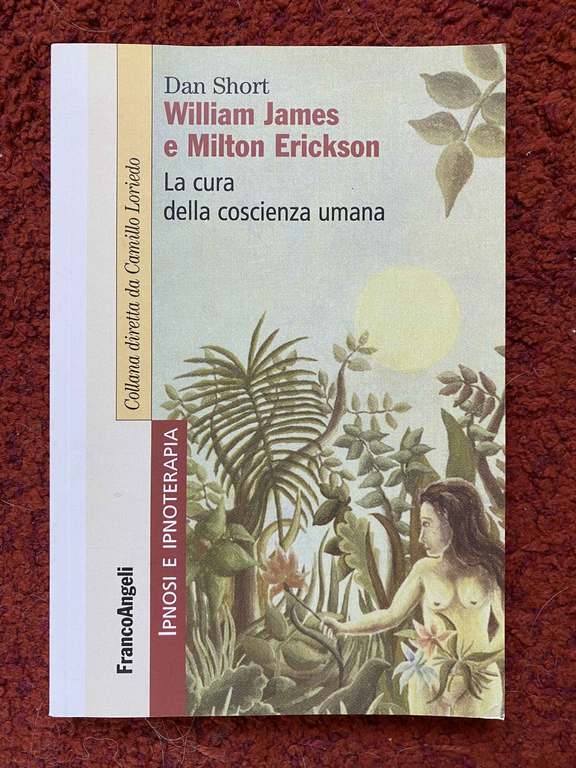 Dan Short
William James
e Milton Erickson
La cura
della coscienza umana
Collana diretta da Camillo Loriedo
IPNOSI E IPNOTERAPIA
FrancoAngeli